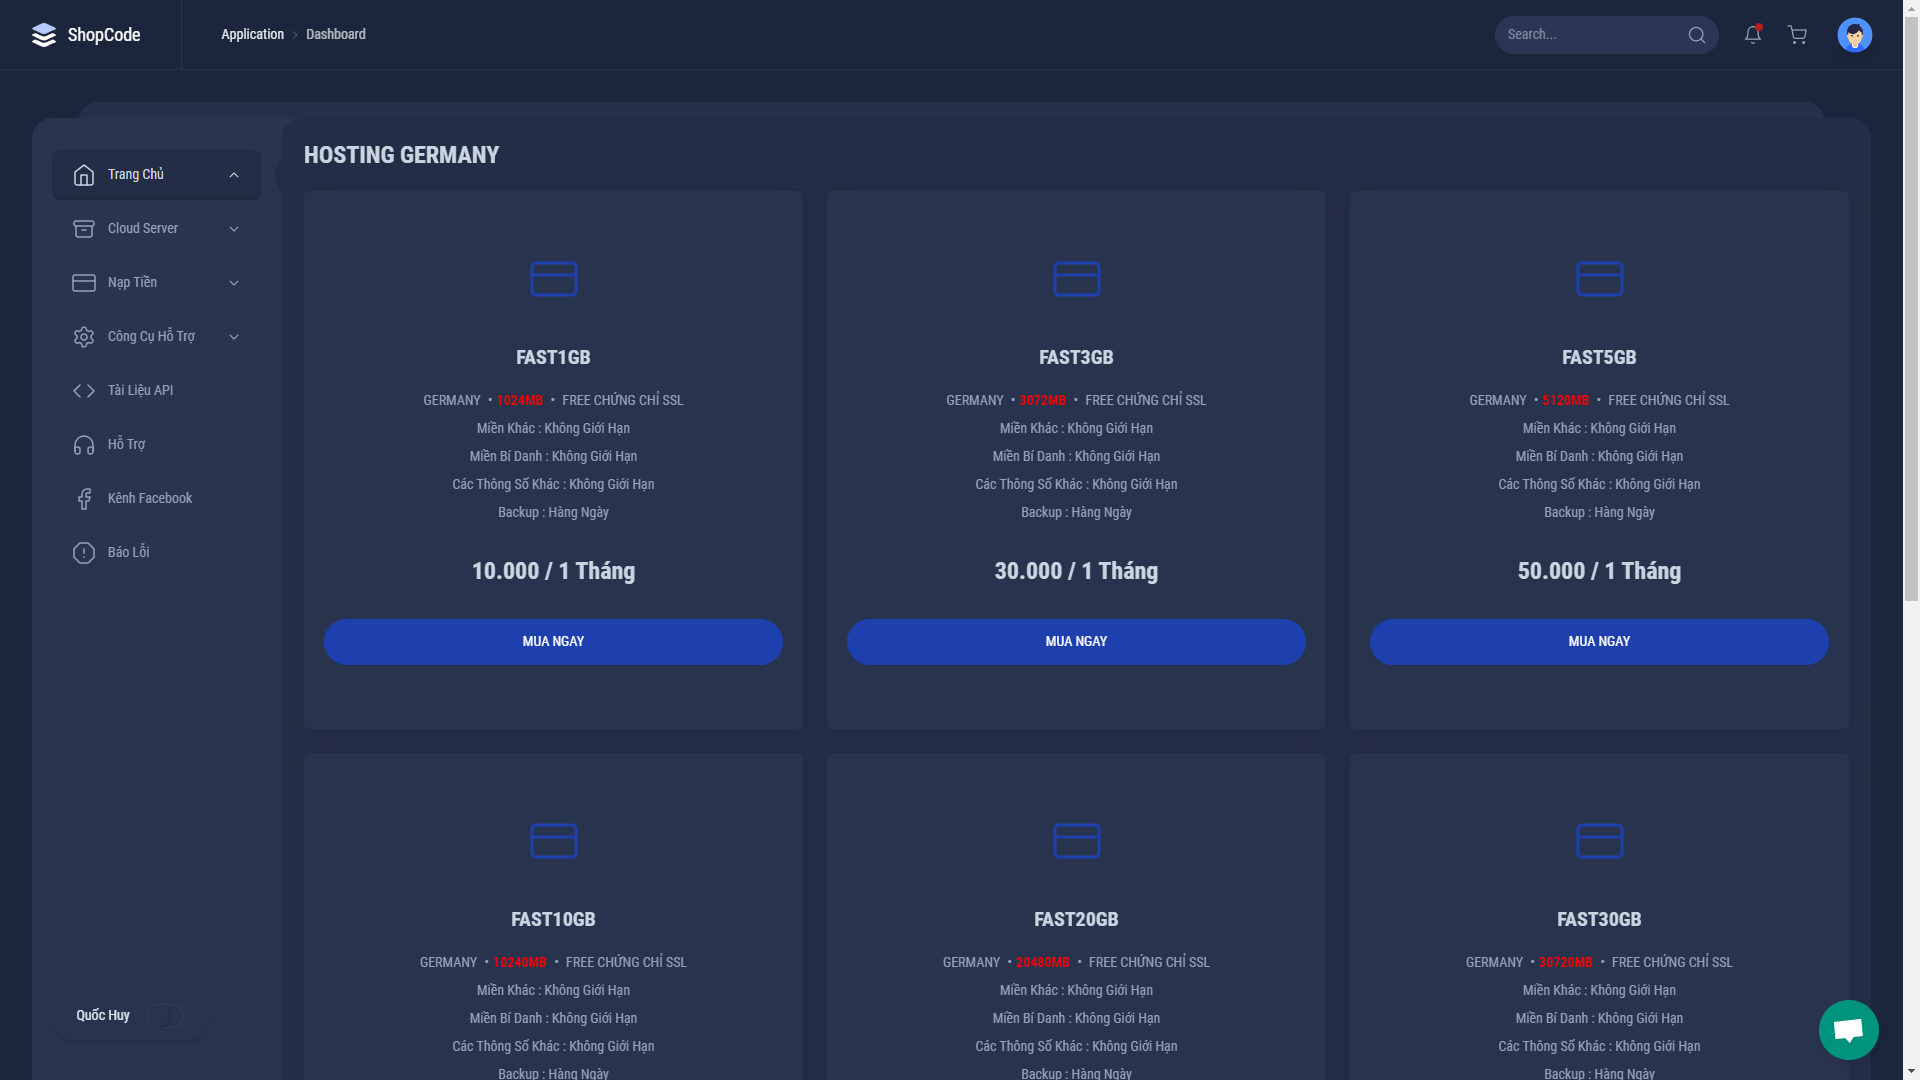 ShopCode
Application > Dashboard
Search...
Trang Chủ
Cloud Server
Nạp Tiền
Công Cụ Hỗ Trợ
Tài Liệu API
Hỗ Trợ
Kênh Facebook
Báo Lỗi
Quốc Huy
HOSTING GERMANY
FAST1GB
GERMANY • 1024MB • FREE CHỨNG CHỈ SSL
Miền Khác : Không Giới Hạn
Miền Bí Danh : Không Giới Hạn
Các Thông Số Khác : Không Giới Hạn
Backup : Hàng Ngày
10.000 / 1 Tháng
MUA NGAY
FAST3GB
GERMANY • 3072MB • FREE CHỨNG CHỈ SSL
Miền Khác : Không Giới Hạn
Miền Bí Danh : Không Giới Hạn
Các Thông Số Khác : Không Giới Hạn
Backup : Hàng Ngày
30.000 / 1 Tháng
MUA NGAY
FAST5GB
GERMANY • 5120MB • FREE CHỨNG CHỈ SSL
Miền Khác : Không Giới Hạn
Miền Bí Danh : Không Giới Hạn
Các Thông Số Khác : Không Giới Hạn
Backup : Hàng Ngày
50.000 / 1 Tháng
MUA NGAY
FAST10GB
GERMANY • 10240MB • FREE CHỨNG CHỈ SSL
Miền Khác : Không Giới Hạn
Miền Bí Danh : Không Giới Hạn
Các Thông Số Khác : Không Giới Hạn
Backup : Hàng Ngày
FAST20GB
GERMANY • 20480MB • FREE CHỨNG CHỈ SSL
Miền Khác : Không Giới Hạn
Miền Bí Danh : Không Giới Hạn
Các Thông Số Khác : Không Giới Hạn
Backup : Hàng Ngày
FAST30GB
GERMANY • 30720MB • FREE CHỨNG CHỈ SSL
Miền Khác : Không Giới Hạn
Miền Bí Danh : Không Giới Hạn
Các Thông Số Khác : Không Giới Hạn
Backup : Hàng Ngày